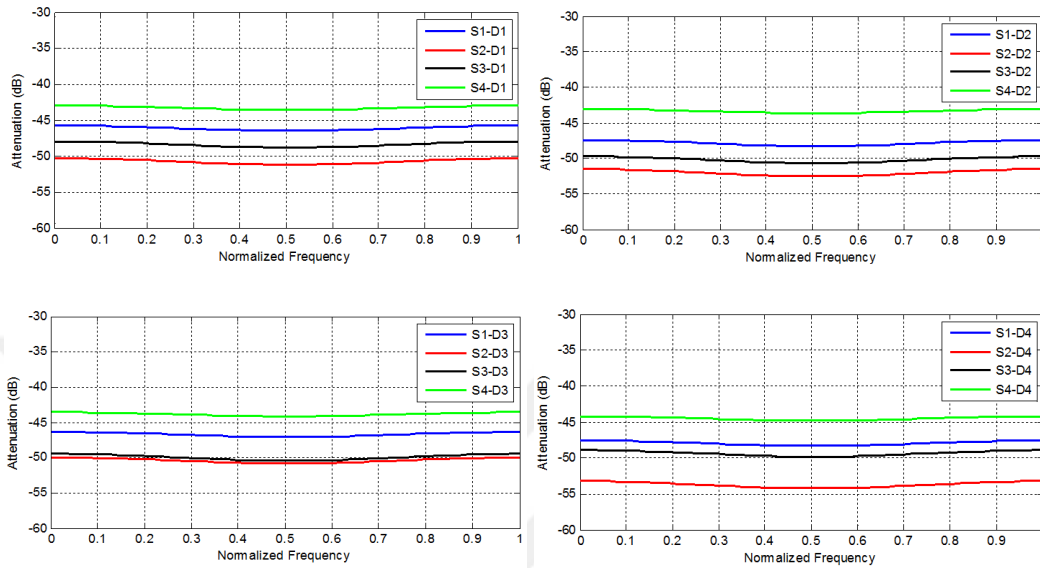 -30
-35
-40
-45
-50
-55
-60
Attenuation (dB)
0 0.1 0.2 0.3 0.4 0.5 0.6 0.7 0.8 0.9 1
Normalized Frequency
S1-D1
S2-D1
S3-D1
S4-D1
-30
-35
-40
-45
-50
-55
-60
Attenuation (dB)
0 0.1 0.2 0.3 0.4 0.5 0.6 0.7 0.8 0.9
Normalized Frequency
S1-D2
S2-D2
S3-D2
S4-D2
-30
-35
-40
-45
-50
-55
-60
Attenuation (dB)
0 0.1 0.2 0.3 0.4 0.5 0.6 0.7 0.8 0.9 1
Normalized Frequency
S1-D3
S2-D3
S3-D3
S4-D3
-30
-35
-40
-45
-50
-55
-60
Attenuation (dB)
0 0.1 0.2 0.3 0.4 0.5 0.6 0.7 0.8 0.9
Normalized Frequency
S1-D4
S2-D4
S3-D4
S4-D4